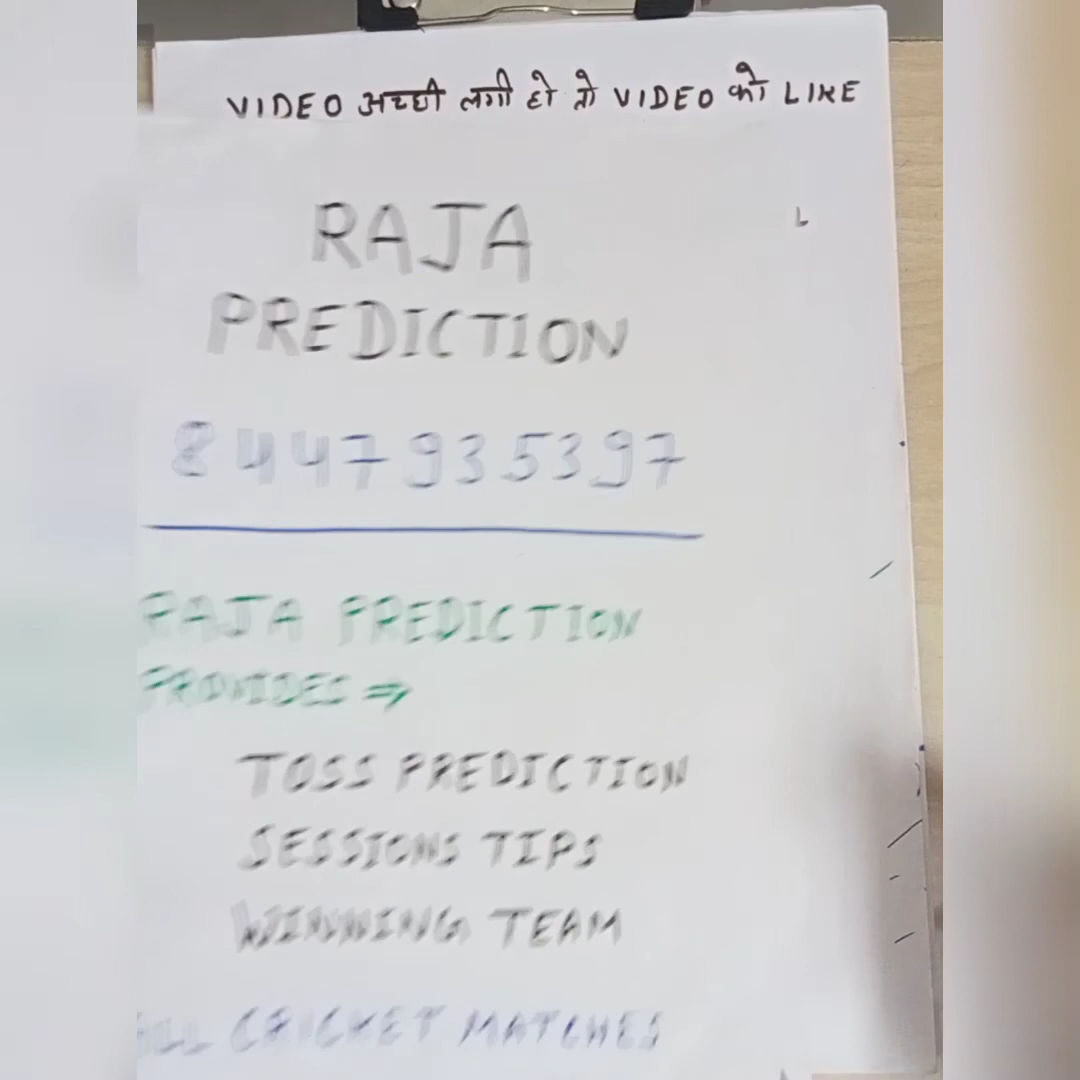 VIDEO अच्छी लगी हो तो VIDEO को LIKE
RAJA
PREDICTION
8447935397
RAJA PREDICTION
PROVIDES ⇒
TOSS PREDICTION
SESSIONS TIPS
WINNING TEAM
ALL CRICKET MATCHES